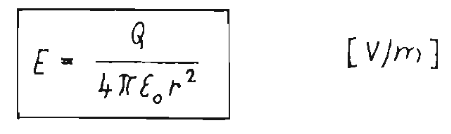 E = Q / 4πε₀r² [V/m]